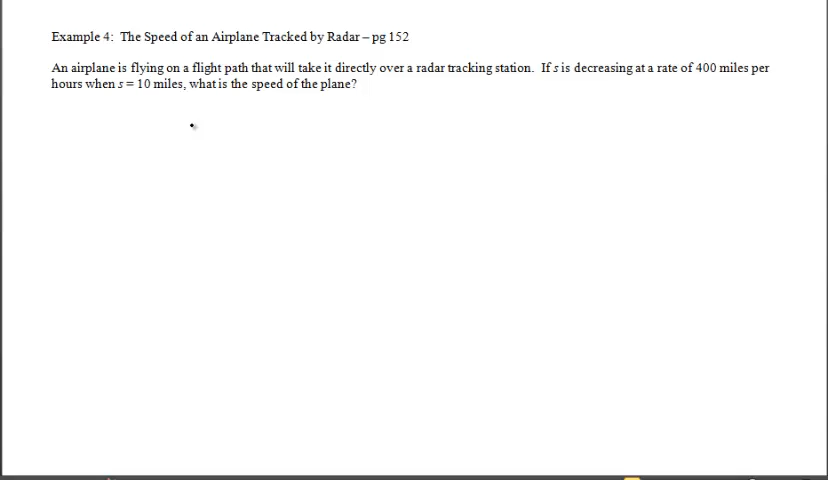 Example 4:  The Speed of an Airplane Tracked by Radar – pg 152
An airplane is flying on a flight path that will take it directly over a radar tracking station.  If s is decreasing at a rate of 400 miles per
hours when s = 10 miles, what is the speed of the plane?